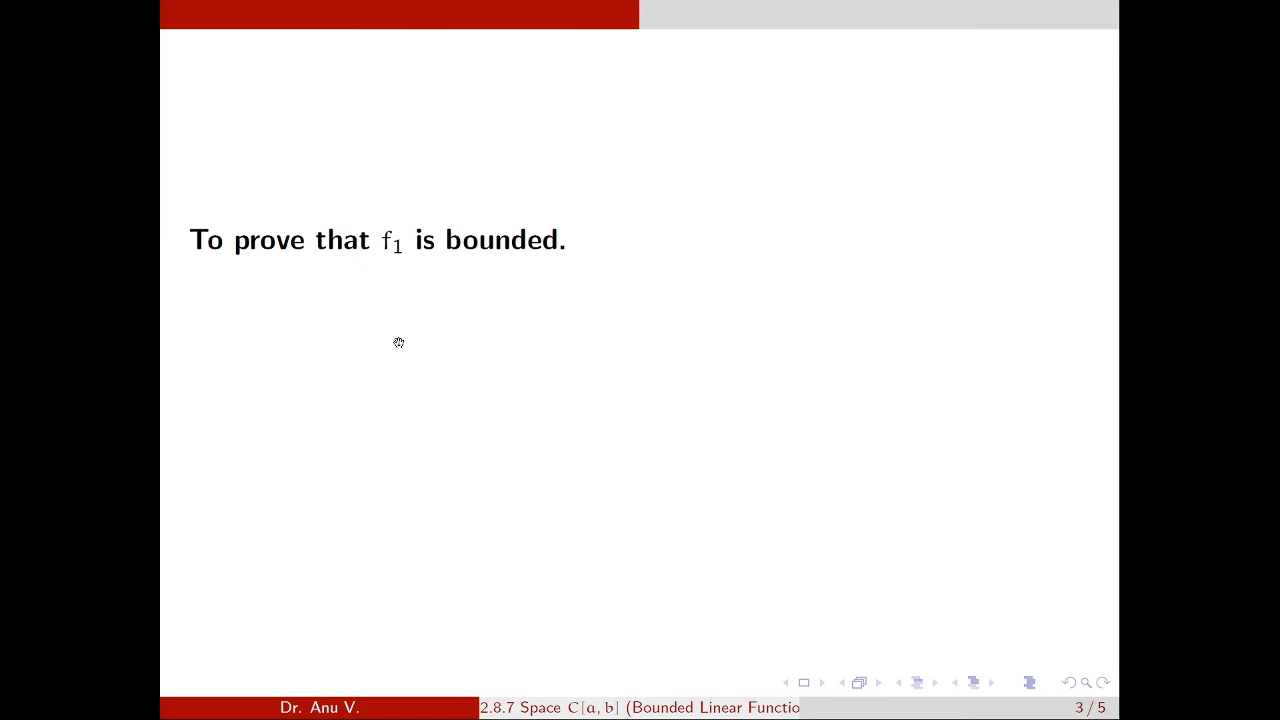 To prove that f₁ is bounded.
Dr. Anu V.
2.8.7 Space C[a, b] (Bounded Linear Functio
3 / 5